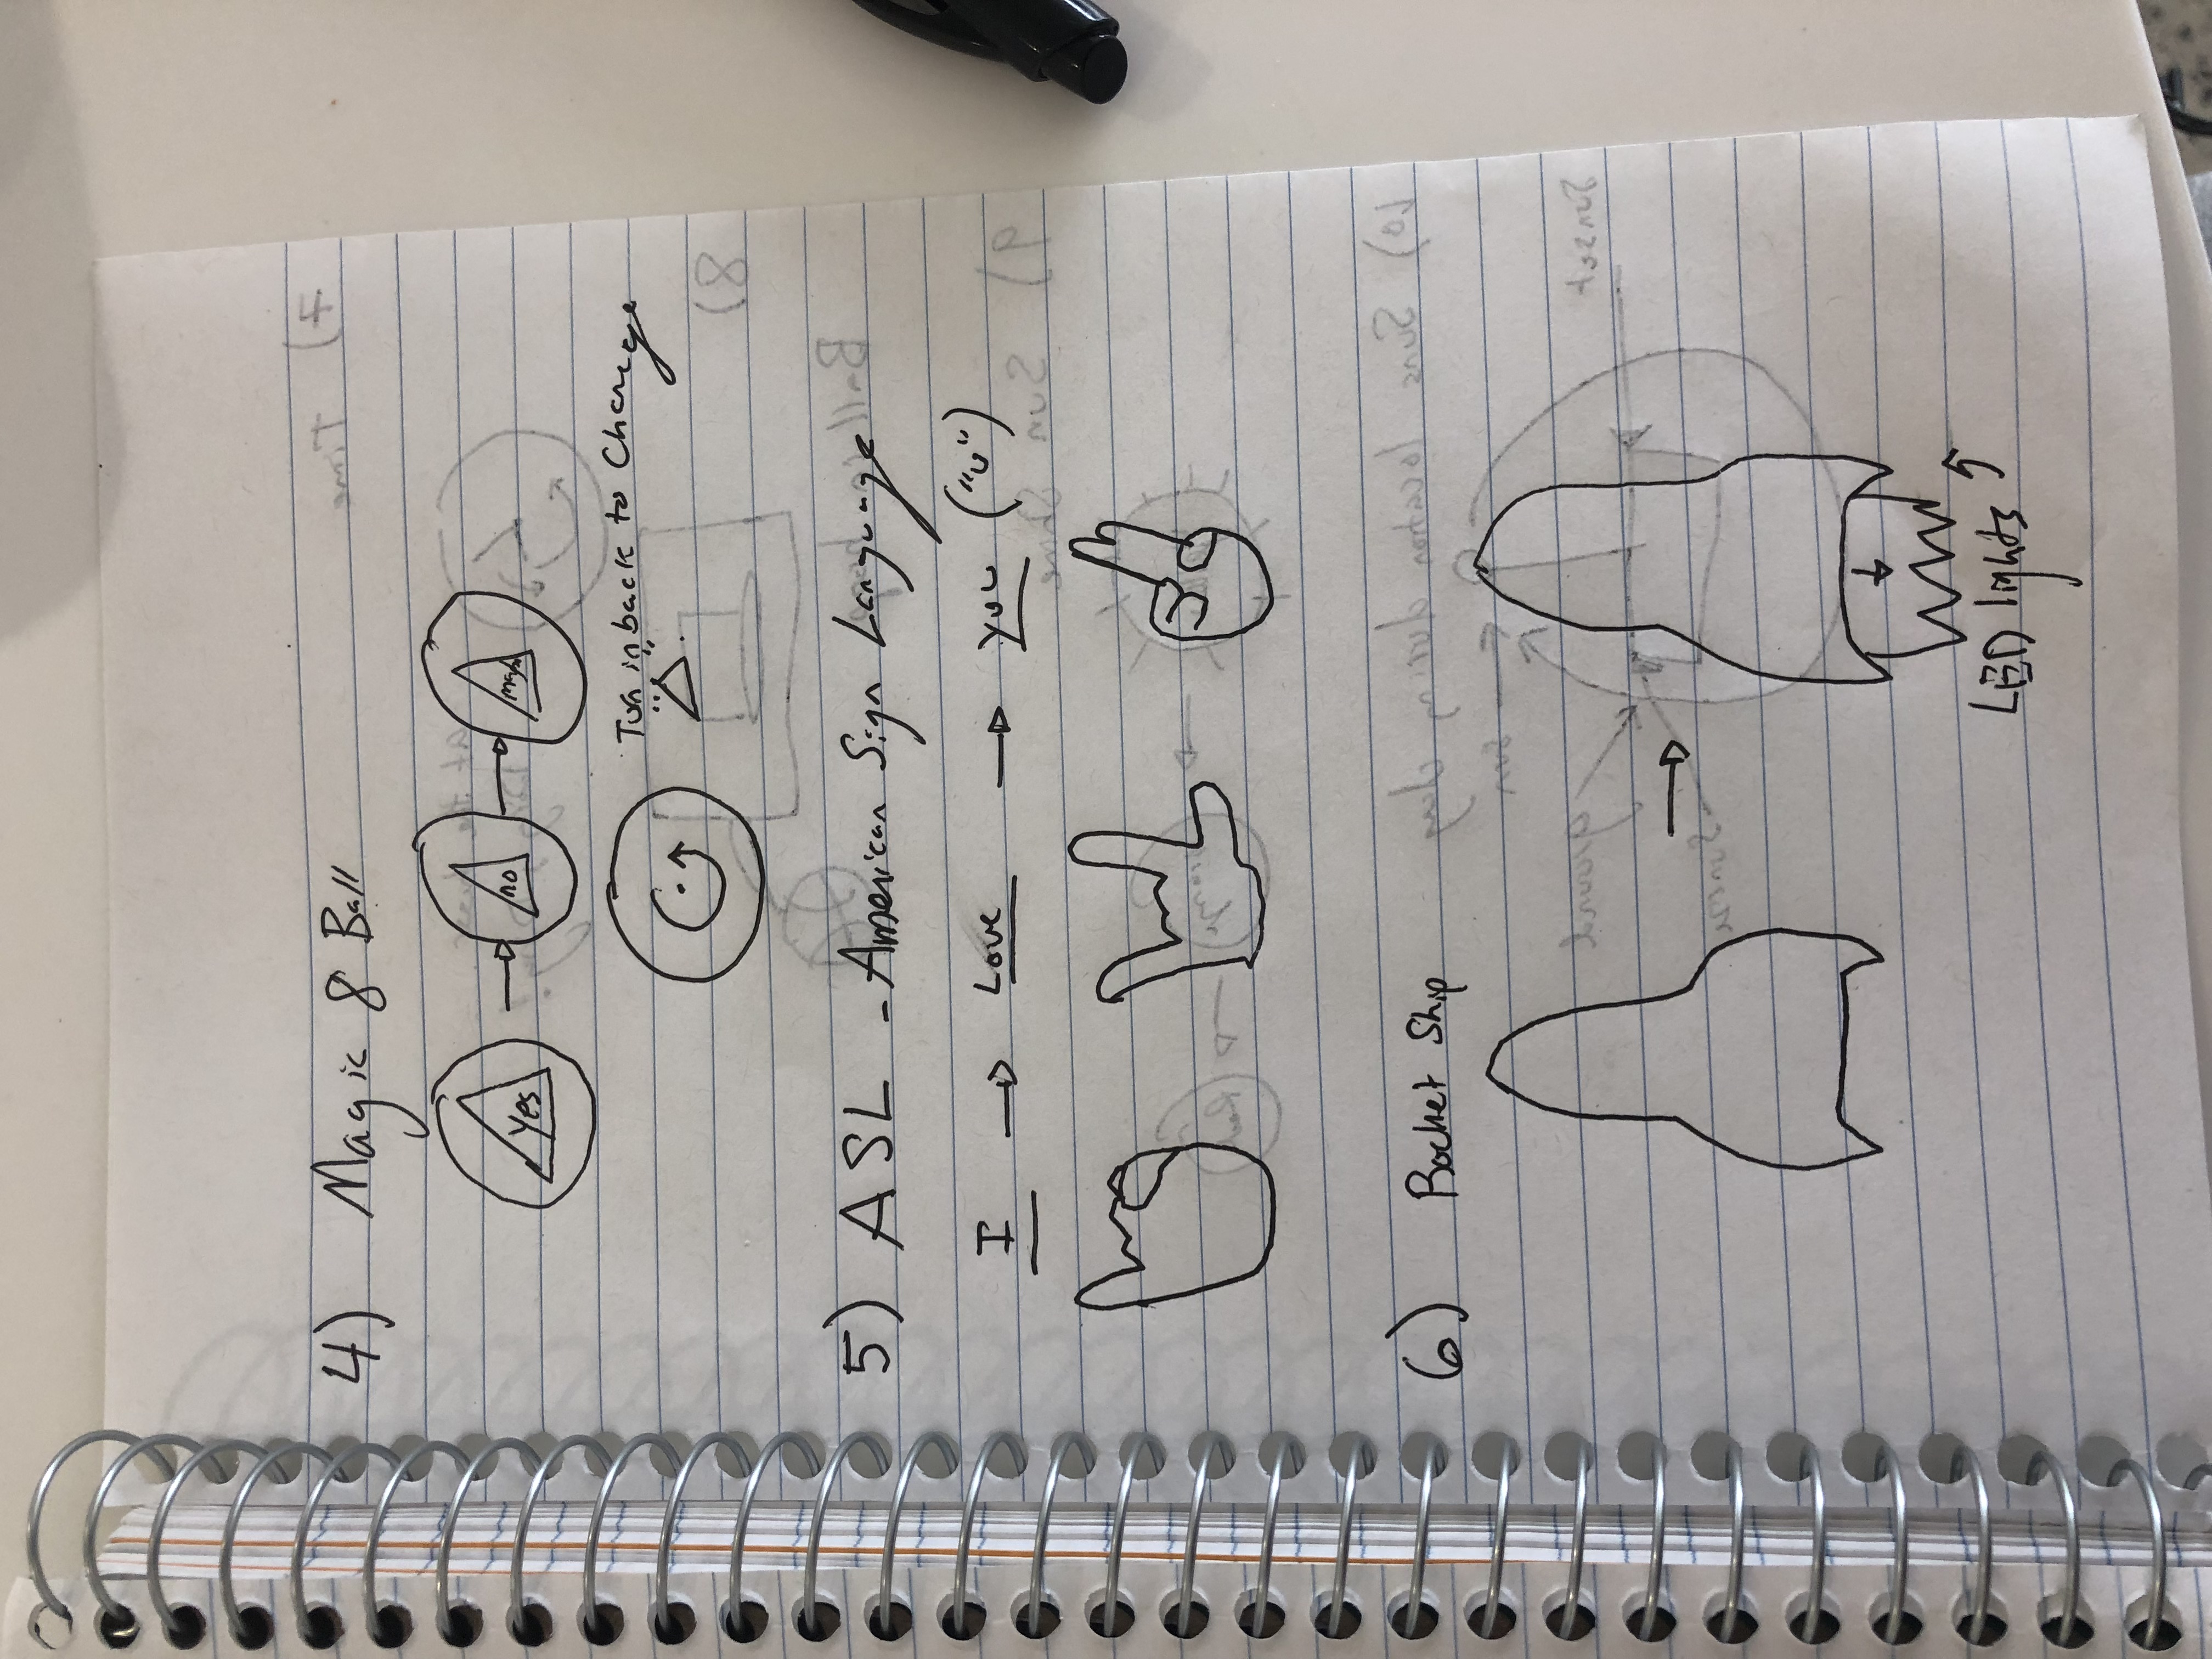 4) Magic 8 Ball
yes no maybe
Turn in back to Change
"△".
5) ASL - American Sign Language
I → Love → you ("u")
6) Rocket Ship
LED lights